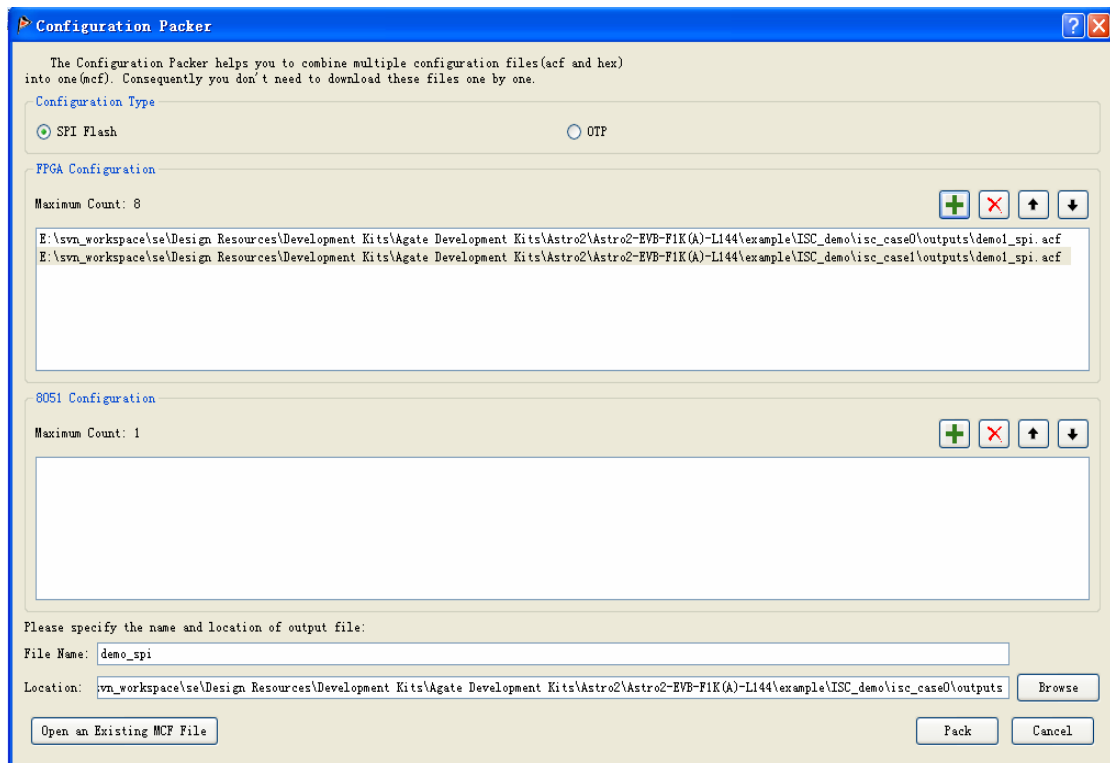 Configuration Packer
The Configuration Packer helps you to combine multiple configuration files(acf and hex)
into one(mcf). Consequently you don't need to download these files one by one.
Configuration Type
SPI Flash
OTP
FPGA Configuration
Maximum Count: 8
E:\svn_workspace\se\Design Resources\Development Kits\Agate Development Kits\Astro2\Astro2-EVB-F1K(A)-L144\example\ISC_demo\isc_case0\outputs\demo1_spi.acf
E:\svn_workspace\se\Design Resources\Development Kits\Agate Development Kits\Astro2\Astro2-EVB-F1K(A)-L144\example\ISC_demo\isc_case1\outputs\demo1_spi.acf
8051 Configuration
Maximum Count: 1
Please specify the name and location of output file:
File Name: demo_spi
Location: svn_workspace\se\Design Resources\Development Kits\Agate Development Kits\Astro2\Astro2-EVB-F1K(A)-L144\example\ISC_demo\isc_case0\outputs
Browse
Open an Existing MCF File
Pack
Cancel